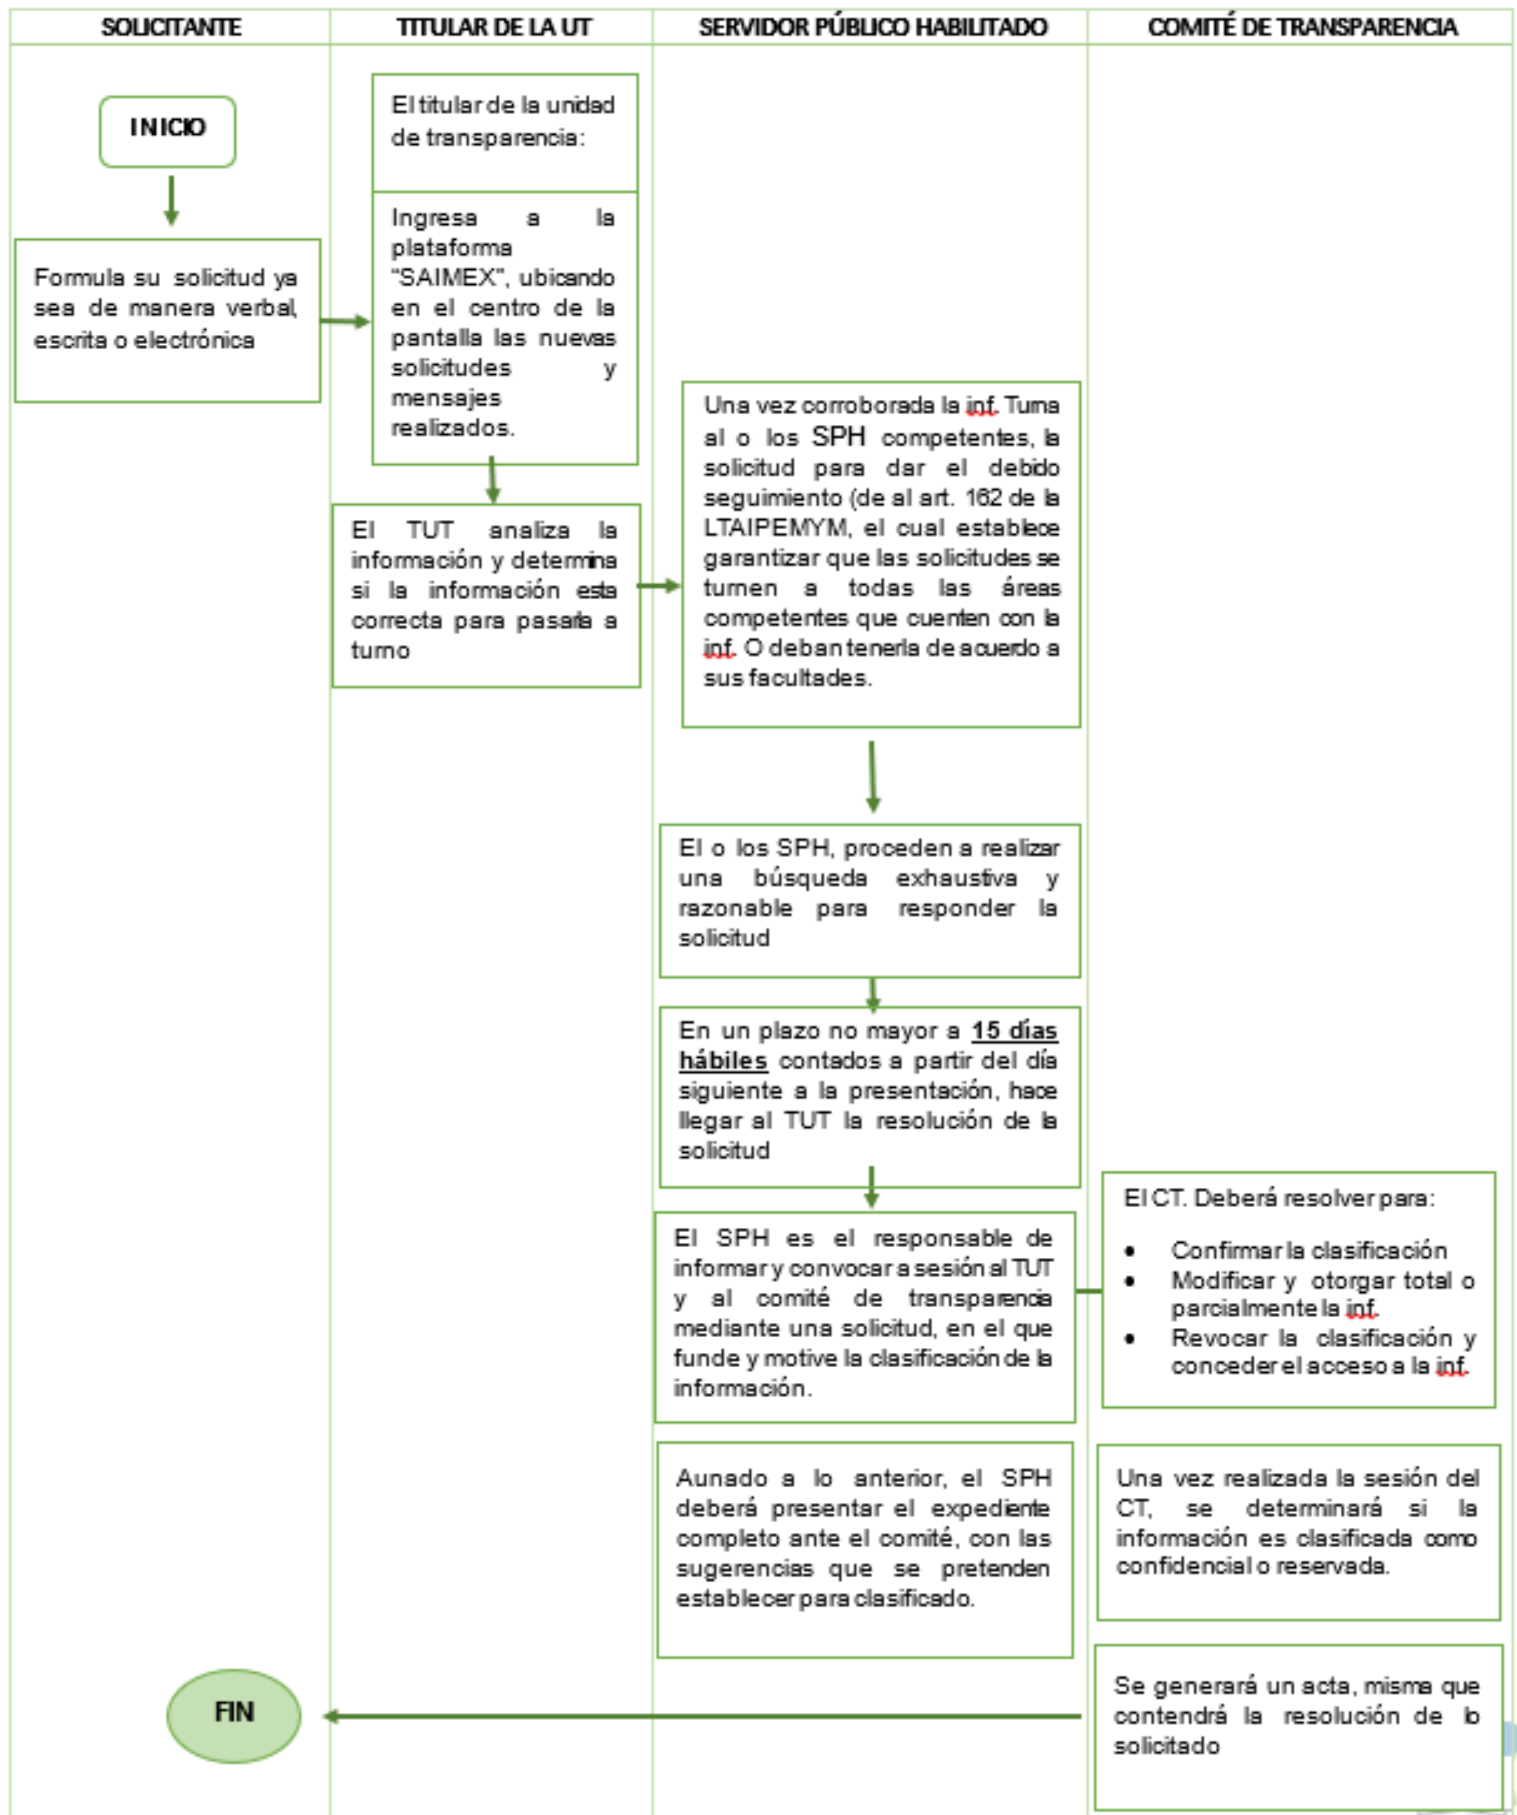 SOLICITANTE
TITULAR DE LA UT
SERVIDOR PÚBLICO HABILITADO
COMITÉ DE TRANSPARENCIA
INICIO
Formula su solicitud ya
sea de manera verbal,
escrita o electrónica
El titular de la unidad
de transparencia:
Ingresa a la
plataforma
"SAIMEX", ubicando
en el centro de la
pantalla las nuevas
solicitudes y
mensajes
realizados.
El TUT analiza la
información y determina
si la información esta
correcta para pasarla a
turno
Una vez corroborada la inf. Turna
al o los SPH competentes, la
solicitud para dar el debido
seguimiento (de al art. 162 de la
LTAIPEMYM, el cual establece
garantizar que las solicitudes se
turnen a todas las áreas
competentes que cuenten con la
inf. O deban tenerla de acuerdo a
sus facultades.
El o los SPH, proceden a realizar
una búsqueda exhaustiva y
razonable para responder la
solicitud
En un plazo no mayor a 15 días
hábiles contados a partir del día
siguiente a la presentación, hace
llegar al TUT la resolución de la
solicitud
El SPH es el responsable de
informar y convocar a sesión al TUT
y al comité de transparencia
mediante una solicitud, en el que
funde y motive la clasificación de la
información.
El CT. Deberá resolver para:
• Confirmar la clasificación
• Modificar y otorgar total o
parcialmente la inf.
• Revocar la clasificación y
conceder el acceso a la inf.
Aunado a lo anterior, el SPH
deberá presentar el expediente
completo ante el comité, con las
sugerencias que se pretenden
establecer para clasificado.
Una vez realizada la sesión del
CT, se determinará si la
información es clasificada como
confidencial o reservada.
Se generará un acta, misma que
contendrá la resolución de lo
solicitado
FIN